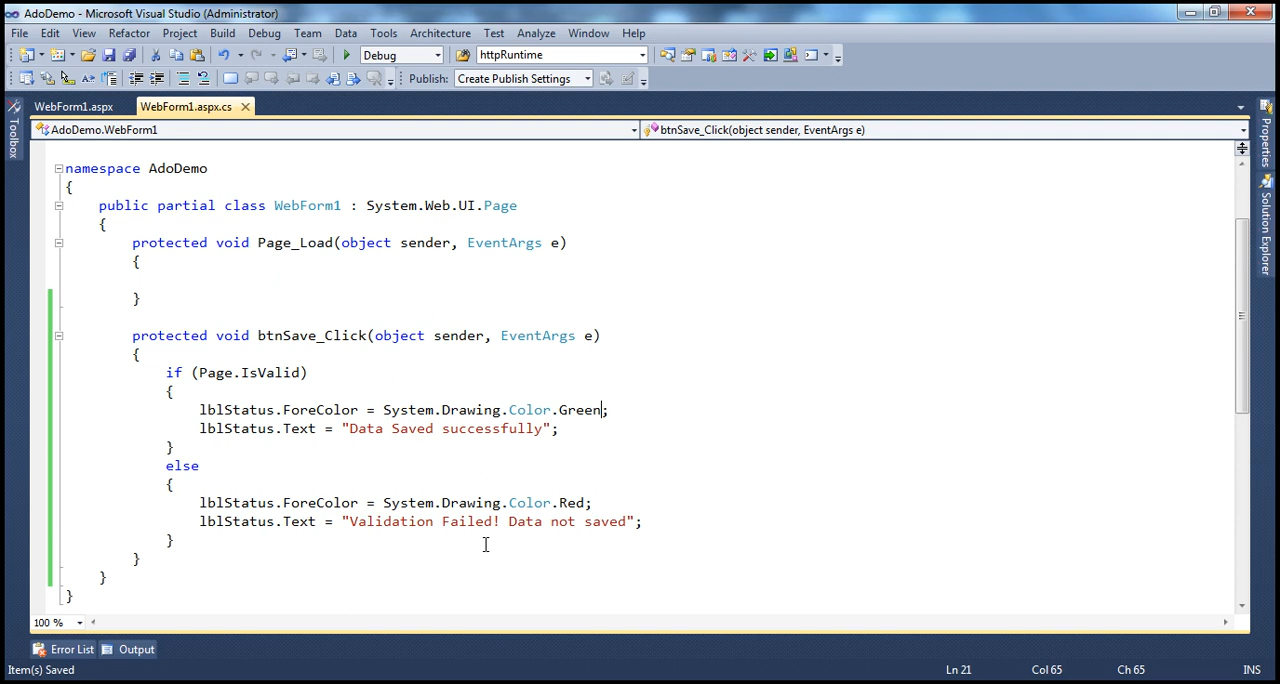 AdoDemo - Microsoft Visual Studio (Administrator)
File Edit View Refactor Project Build Debug Team Data Tools Architecture Test Analyze Window Help
Debug httpRuntime
Publish: Create Publish Settings
WebForm1.aspx WebForm1.aspx.cs
AdoDemo.WebForm1 btnSave_Click(object sender, EventArgs e)
Toolbox
Properties
Solution Explorer
namespace AdoDemo
{
public partial class WebForm1 : System.Web.UI.Page
{
protected void Page_Load(object sender, EventArgs e)
{
}
protected void btnSave_Click(object sender, EventArgs e)
{
if (Page.IsValid)
{
lblStatus.ForeColor = System.Drawing.Color.Green;
lblStatus.Text = "Data Saved successfully";
}
else
{
lblStatus.ForeColor = System.Drawing.Color.Red;
lblStatus.Text = "Validation Failed! Data not saved";
}
}
}
}
100 %
Error List Output
Item(s) Saved Ln 21 Col 65 Ch 65 INS